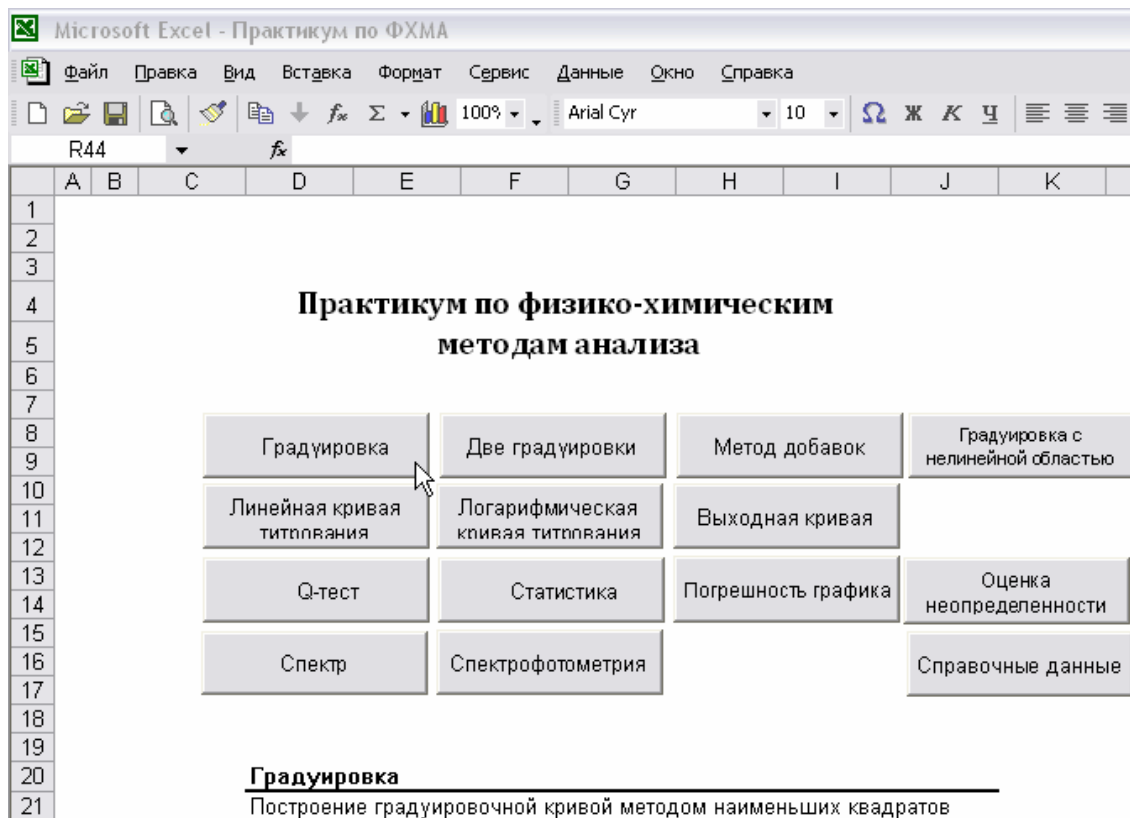 Microsoft Excel - Практикум по ФХМА
Файл Правка Вид Вставка Формат Сервис Данные Окно Справка
fx Σ 100% Arial Cyr 10 Ω Ж К Ч
R44 fx
A B C D E F G H I J K
1
2
3
4 Практикум по физико-химическим
5 методам анализа
6
7
8
9
10
11
12
13
14
15
16
17
18
19
20
21
Градуировка
Две градуировки
Метод добавок
Градуировка с
нелинейной областью
Линейная кривая
титрования
Логарифмическая
кривая титрования
Выходная кривая
Q-тест
Статистика
Погрешность графика
Оценка
неопределенности
Спектр
Спектрофотометрия
Справочные данные
Градуировка
Построение градуировочной кривой методом наименьших квадратов